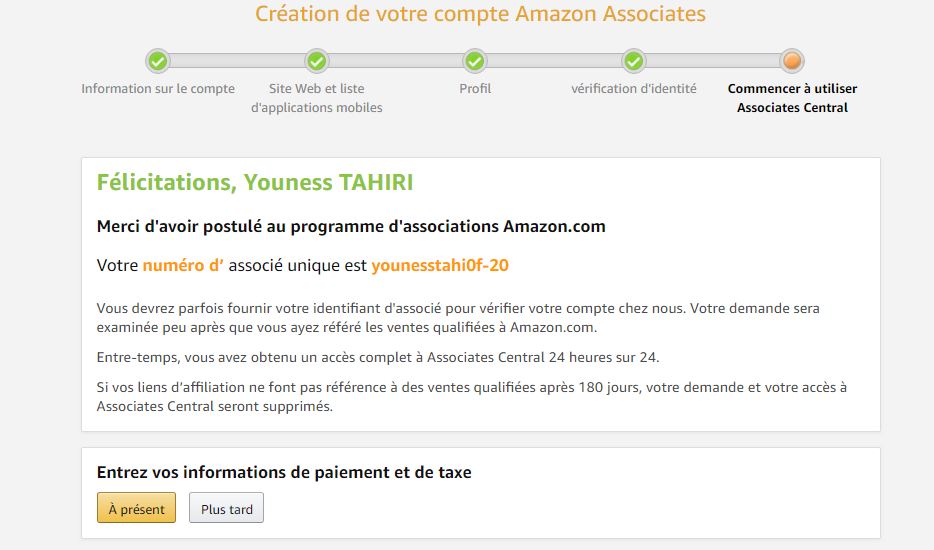 Création de votre compte Amazon Associates
Information sur le compte
Site Web et liste
d'applications mobiles
Profil
vérification d'identité
Commencer à utiliser
Associates Central
Félicitations, Youness TAHIRI
Merci d'avoir postulé au programme d'associations Amazon.com
Votre numéro d’ associé unique est younesstahi0f-20
Vous devrez parfois fournir votre identifiant d'associé pour vérifier votre compte chez nous. Votre demande sera
examinée peu après que vous ayez référé les ventes qualifiées à Amazon.com.
Entre-temps, vous avez obtenu un accès complet à Associates Central 24 heures sur 24.
Si vos liens d’affiliation ne font pas référence à des ventes qualifiées après 180 jours, votre demande et votre accès à
Associates Central seront supprimés.
Entrez vos informations de paiement et de taxe
À présent
Plus tard